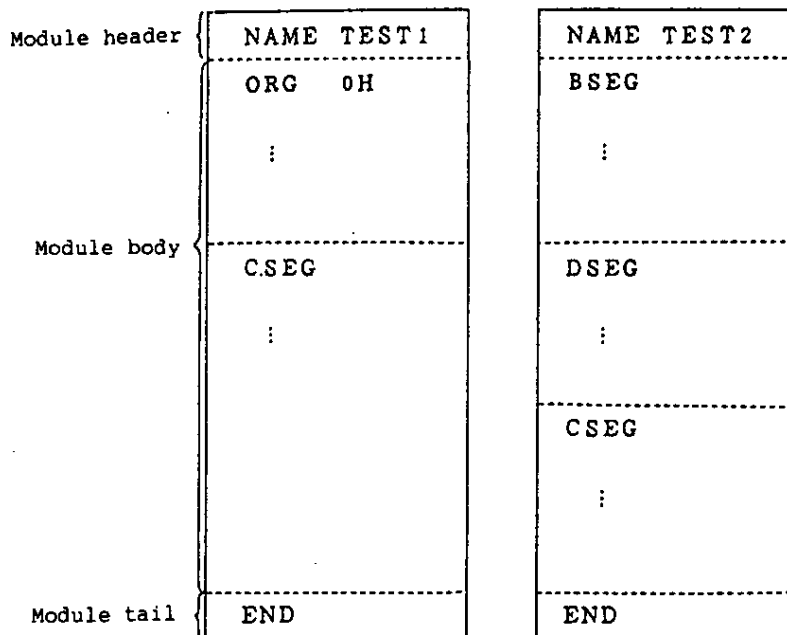 Module header
NAME TEST1
NAME TEST2
ORG 0H
BSEG
⋮
⋮
Module body
C.SEG
DSEG
⋮
⋮
CSEG
⋮
Module tail
END
END